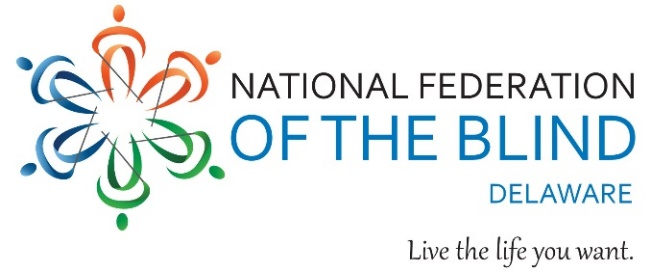 NATIONAL FEDERATION
OF THE BLIND
DELAWARE
Live the life you want.